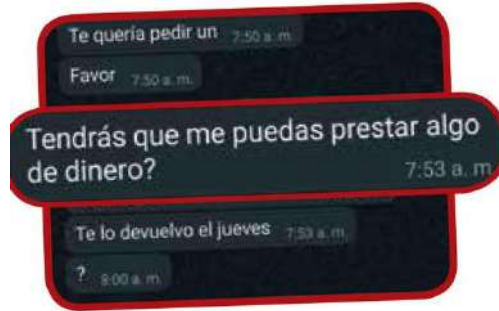 Te quería pedir un 7:50 a. m.
Favor 7:50 a. m.
Tendrás que me puedas prestar algo
de dinero?
7:53 a. m
Te lo devuelvo el jueves 7:53 a. m.
? 8:00 a. m.